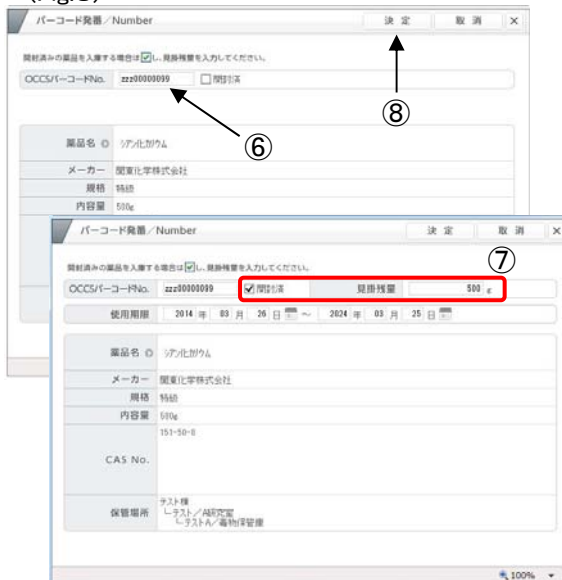 (Fig.3)
バーコード発番／Number 決 定 取 消 ×
開封済みの薬品を入庫する場合は☑し、見掛残量を入力してください。
OCCSバーコードNo. zzz00000099 □開封済
⑧
⑥
薬品名 シアン化カリウム
メーカー 関東化学株式会社
規格 特級
内容量 500g
バーコード発番／Number 決 定 取 消 ×
⑦
開封済みの薬品を入庫する場合は☑し、見掛残量を入力してください。
OCCSバーコードNo. zzz00000099 ☑開封済 見掛残量 500 g
使用期限 2014 年 03 月 26 日 ～ 2024 年 03 月 25 日
薬品名 シアン化カリウム
メーカー 関東化学株式会社
規格 特級
内容量 500g
CAS No. 151-50-8
保管場所 テスト棟
└テスト／A研究室
└テストA／毒物保管庫
100%